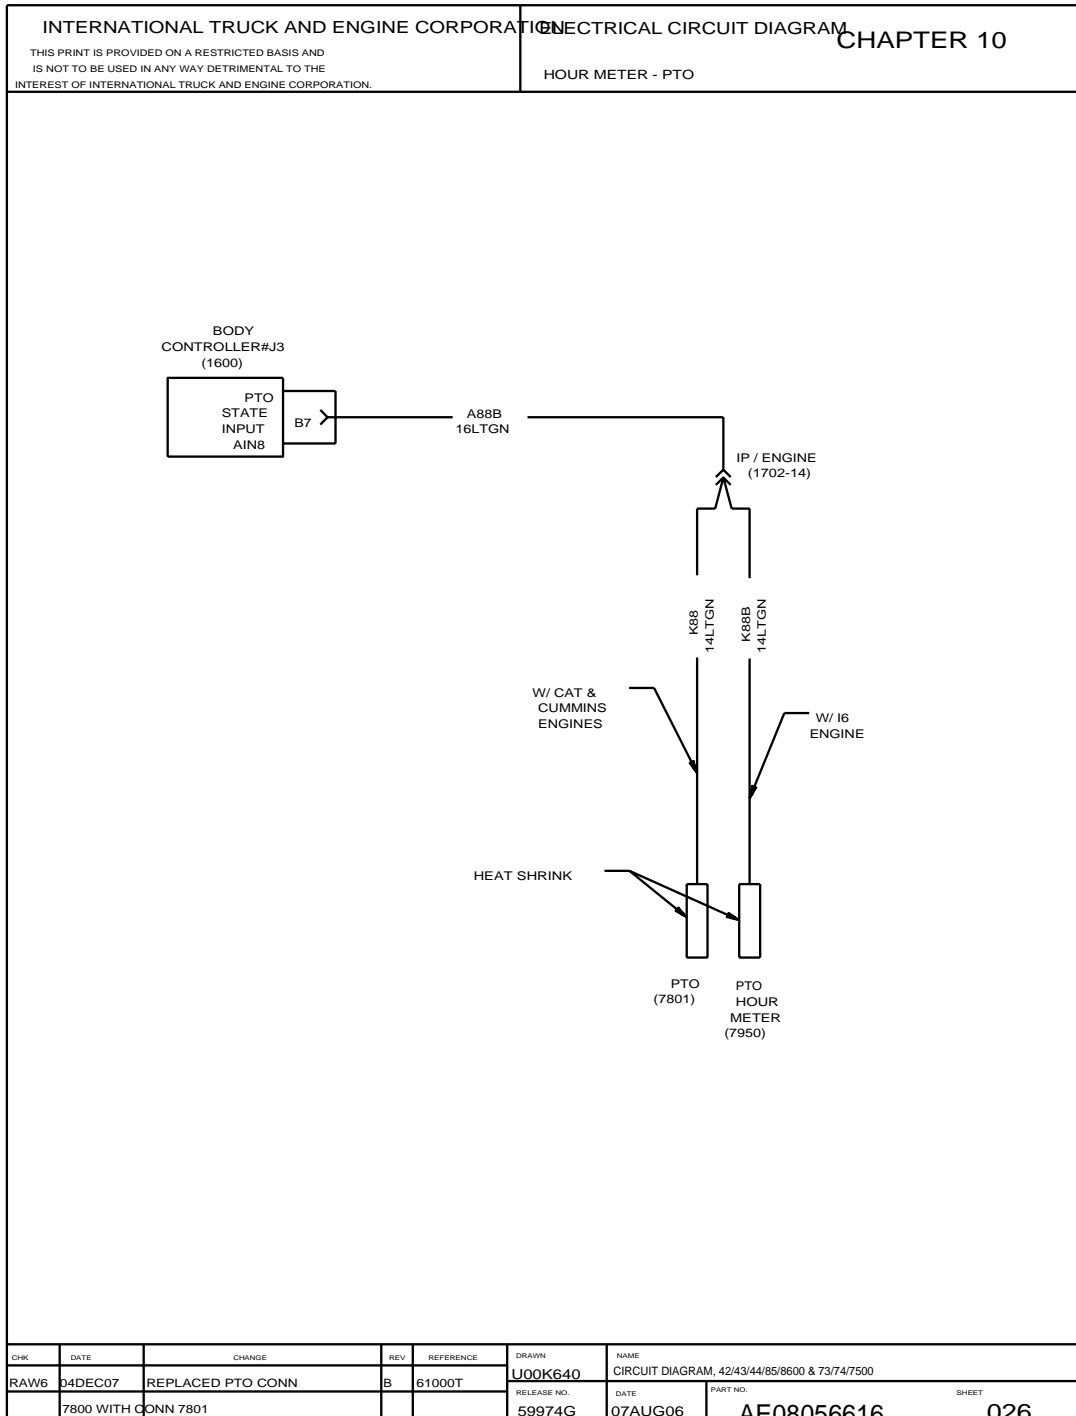 INTERNATIONAL TRUCK AND ENGINE CORPORATION
THIS PRINT IS PROVIDED ON A RESTRICTED BASIS AND
IS NOT TO BE USED IN ANY WAY DETRIMENTAL TO THE
INTEREST OF INTERNATIONAL TRUCK AND ENGINE CORPORATION.
ELECTRICAL CIRCUIT DIAGRAM
CHAPTER 10
HOUR METER - PTO
BODY
CONTROLLER#J3
(1600)
PTO
STATE
INPUT
AIN8
B7
A88B
16LTGN
IP / ENGINE
(1702-14)
K88
14LTGN
K88B
14LTGN
W/ CAT &
CUMMINS
ENGINES
W/ I6
ENGINE
HEAT SHRINK
PTO
(7801)
PTO
HOUR
METER
(7950)
CHK DATE CHANGE REV REFERENCE
RAW6 04DEC07 REPLACED PTO CONN B 61000T
7800 WITH CONN 7801
DRAWN
U00K640
NAME
CIRCUIT DIAGRAM, 42/43/44/85/8600 & 73/74/7500
RELEASE NO.
59974G
DATE
07AUG06
PART NO.
AE08056616
SHEET
026